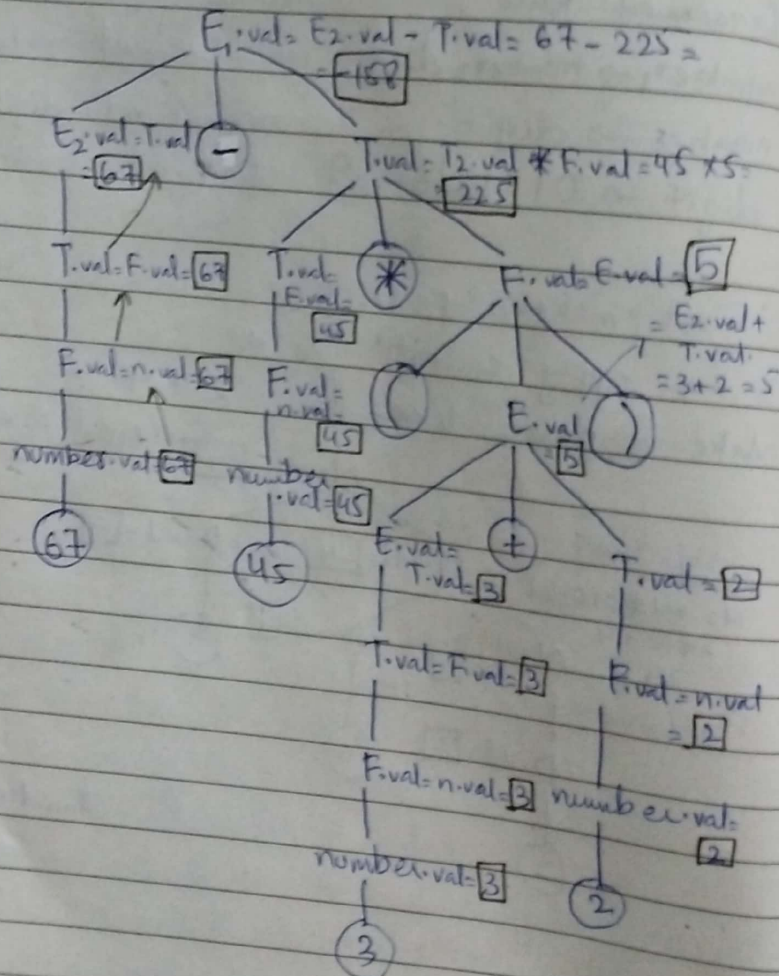 E₁.val = E₂.val - T.val = 67 - 225 =
= -158
E₂.val = T.val
= 67
-
T.val = T₂.val * F.val = 45 × 5
= 225
T.val = F.val = 67
T.val =
F.val =
45
*
F.val = E.val = 5
= E₂.val +
T.val
= 3 + 2 = 5
F.val = n.val = 67
F.val =
n.val =
45
(
E.val
= 5
)
number.val = 67
number
.val = 45
67
45
E.val =
T.val = 3
+
T.val = 2
T.val = F.val = 3
F.val = n.val
= 2
F.val = n.val = 3
number.val =
2
number.val = 3
2
3